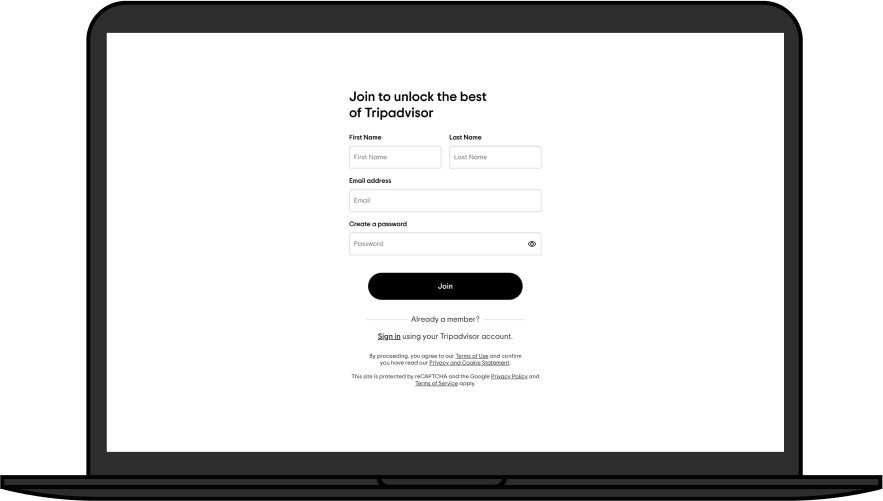 Join to unlock the best
of Tripadvisor
First Name Last Name
First Name Last Name
Email address
Email
Create a password
Password
Join
Already a member?
Sign in using your Tripadvisor account.
By proceeding, you agree to our Terms of Use and confirm
you have read our Privacy and Cookie Statement.
This site is protected by reCAPTCHA and the Google Privacy Policy and
Terms of Service apply.